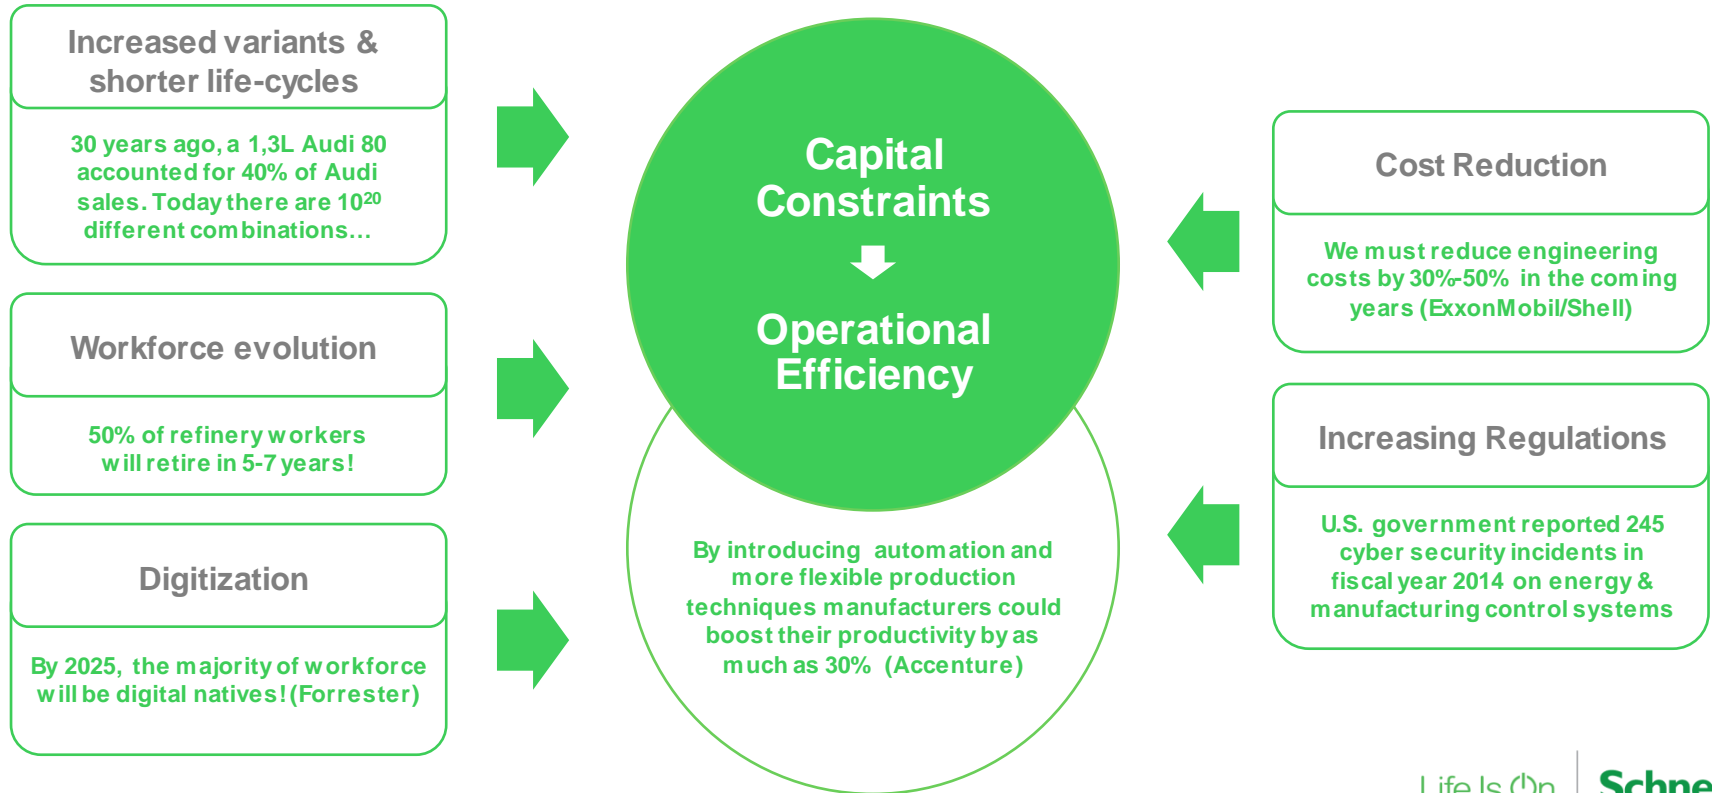 Increased variants &
shorter life-cycles
30 years ago, a 1,3L Audi 80
accounted for 40% of Audi
sales. Today there are 10²⁰
different combinations…
Workforce evolution
50% of refinery workers
will retire in 5-7 years!
Digitization
By 2025, the majority of workforce
will be digital natives! (Forrester)
Capital
Constraints
Operational
Efficiency
By introducing automation and
more flexible production
techniques manufacturers could
boost their productivity by as
much as 30% (Accenture)
Cost Reduction
We must reduce engineering
costs by 30%-50% in the coming
years (ExxonMobil/Shell)
Increasing Regulations
U.S. government reported 245
cyber security incidents in
fiscal year 2014 on energy &
manufacturing control systems
Life Is On
Schne